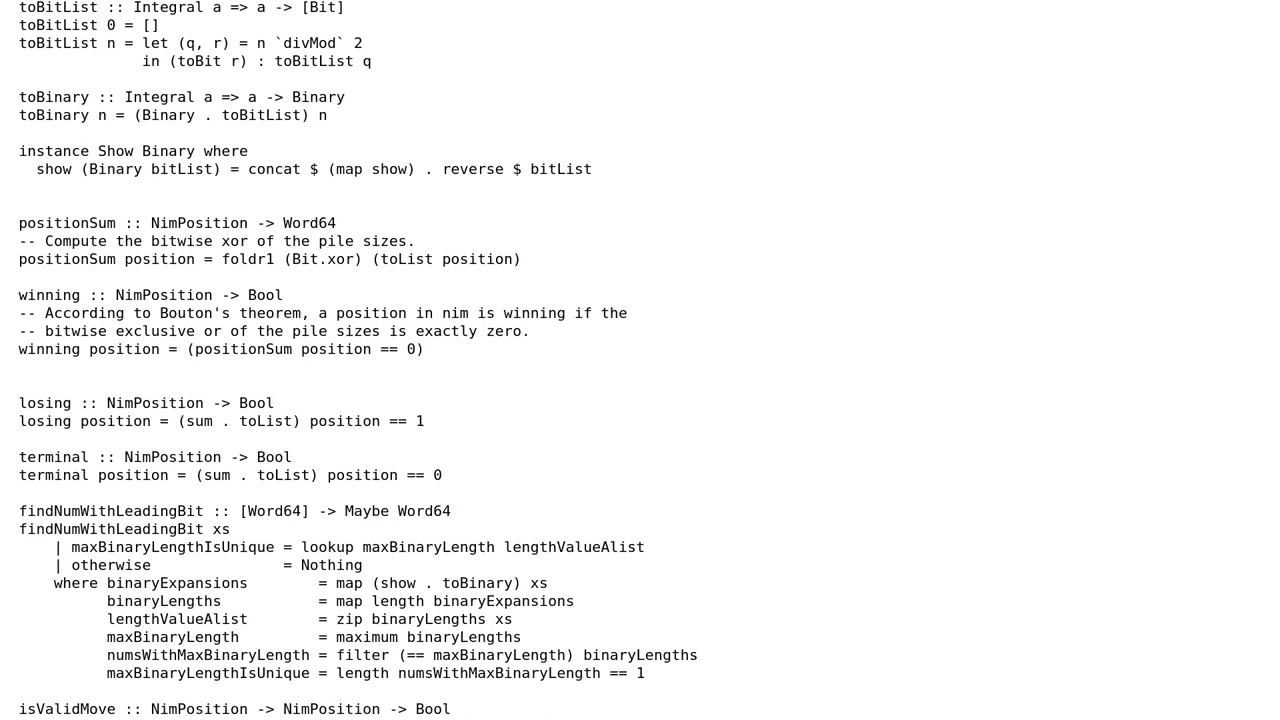 toBitList :: Integral a => a -> [Bit]
toBitList 0 = []
toBitList n = let (q, r) = n `divMod` 2
              in (toBit r) : toBitList q

toBinary :: Integral a => a -> Binary
toBinary n = (Binary . toBitList) n

instance Show Binary where
  show (Binary bitList) = concat $ (map show) . reverse $ bitList


positionSum :: NimPosition -> Word64
-- Compute the bitwise xor of the pile sizes.
positionSum position = foldr1 (Bit.xor) (toList position)

winning :: NimPosition -> Bool
-- According to Bouton's theorem, a position in nim is winning if the
-- bitwise exclusive or of the pile sizes is exactly zero.
winning position = (positionSum position == 0)


losing :: NimPosition -> Bool
losing position = (sum . toList) position == 1

terminal :: NimPosition -> Bool
terminal position = (sum . toList) position == 0

findNumWithLeadingBit :: [Word64] -> Maybe Word64
findNumWithLeadingBit xs
    | maxBinaryLengthIsUnique = lookup maxBinaryLength lengthValueAlist
    | otherwise               = Nothing
    where binaryExpansions        = map (show . toBinary) xs
          binaryLengths           = map length binaryExpansions
          lengthValueAlist        = zip binaryLengths xs
          maxBinaryLength         = maximum binaryLengths
          numsWithMaxBinaryLength = filter (== maxBinaryLength) binaryLengths
          maxBinaryLengthIsUnique = length numsWithMaxBinaryLength == 1

isValidMove :: NimPosition -> NimPosition -> Bool